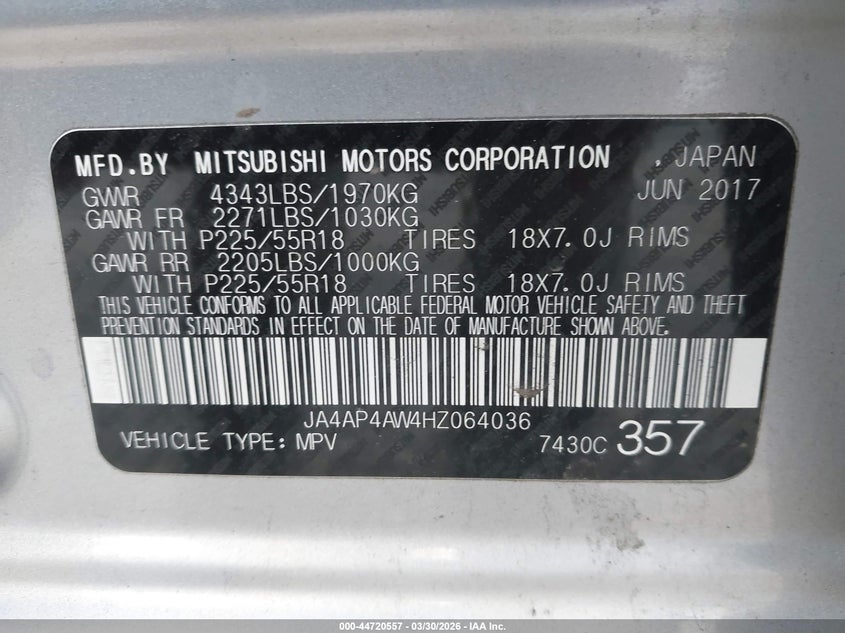 MFD.BY MITSUBISHI MOTORS CORPORATION , JAPAN
GVWR 4343LBS/1970KG JUN 2017
GAWR FR 2271LBS/1030KG
WITH P225/55R18 TIRES 18X7.0J RIMS
GAWR RR 2205LBS/1000KG
WITH P225/55R18 TIRES 18X7.0J RIMS
THIS VEHICLE CONFORMS TO ALL APPLICABLE FEDERAL MOTOR VEHICLE SAFETY AND THEFT
PREVENTION STANDARDS IN EFFECT ON THE DATE OF MANUFACTURE SHOWN ABOVE.
JA4AP4AW4HZ064036
VEHICLE TYPE: MPV 7430C 357
000-44720557 - 03/30/2026 - IAA Inc.